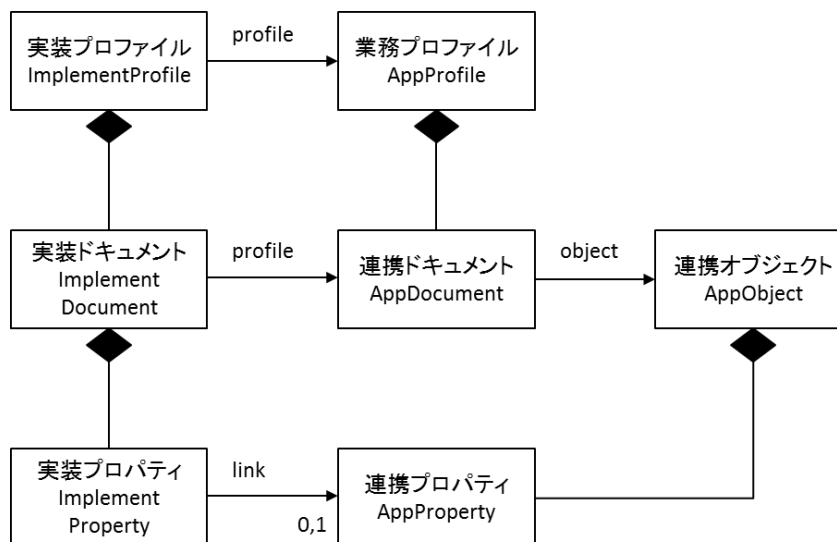 実装プロファイル
ImplementProfile
profile
業務プロファイル
AppProfile
実装ドキュメント
Implement
Document
profile
連携ドキュメント
AppDocument
object
連携オブジェクト
AppObject
実装プロパティ
Implement
Property
link
0,1
連携プロパティ
AppProperty